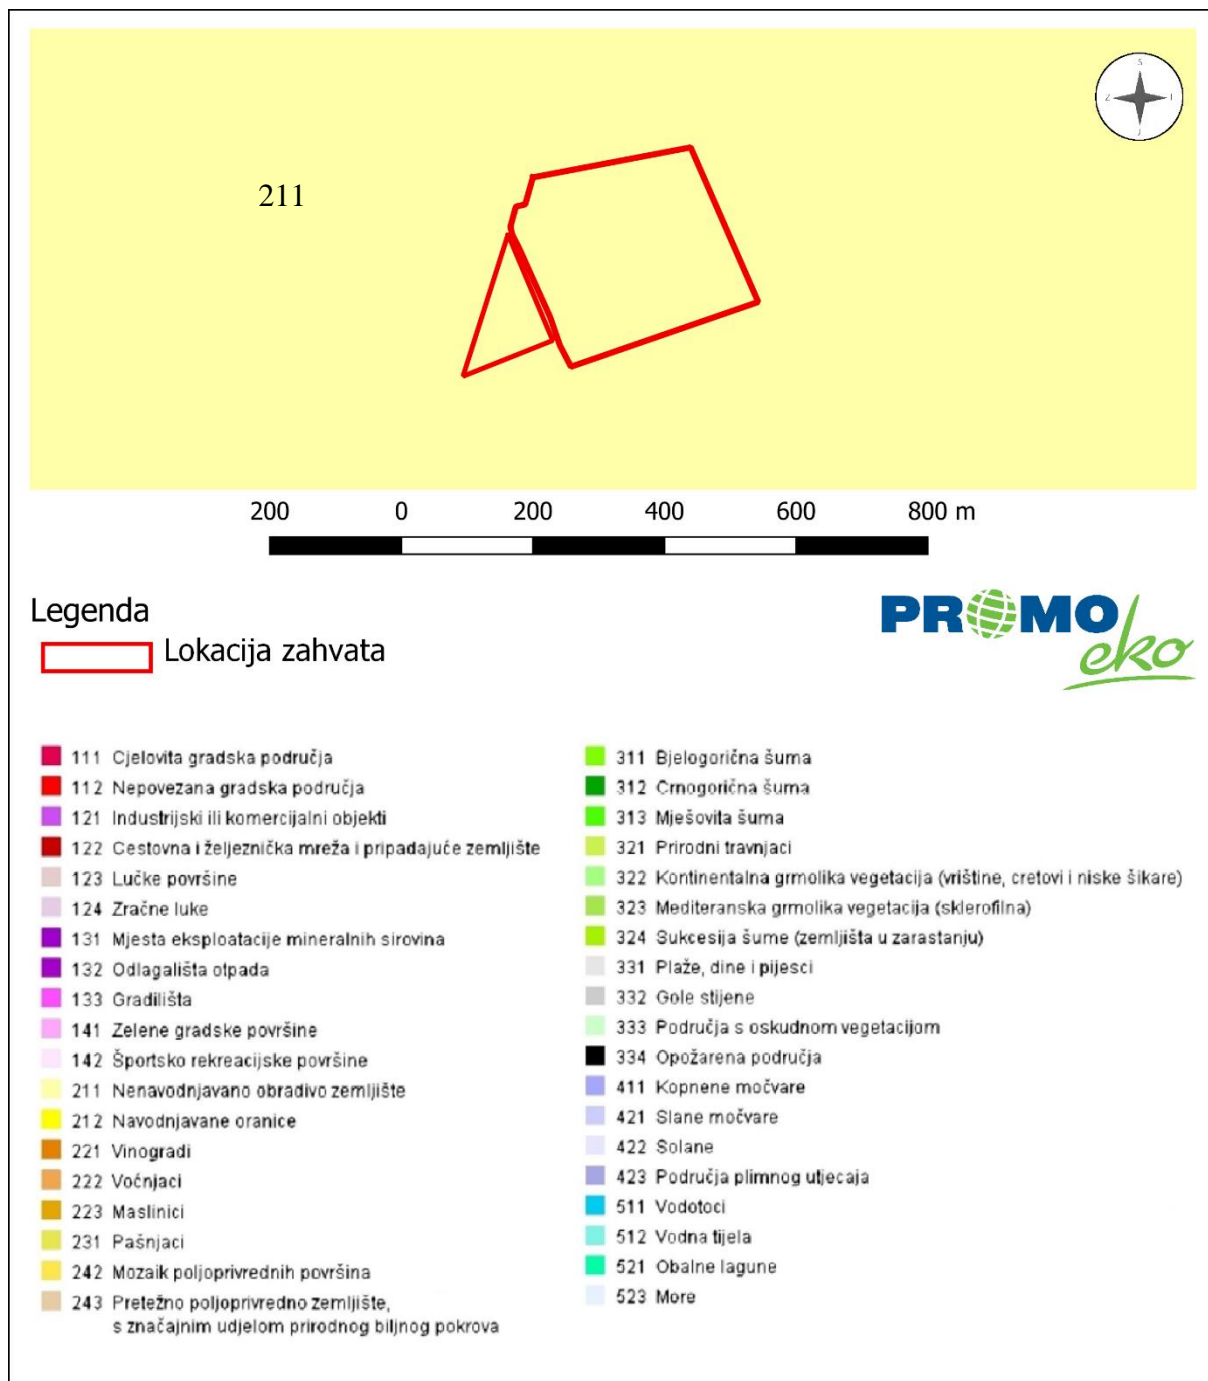 S
Z I
J
211
200 0 200 400 600 800 m
Legenda
Lokacija zahvata
PROMO
eko
111 Cjelovita gradska područja
112 Nepovezana gradska područja
121 Industrijski ili komercijalni objekti
122 Cestovna i željeznička mreža i pripadajuće zemljište
123 Lučke površine
124 Zračne luke
131 Mjesta eksploatacije mineralnih sirovina
132 Odlagališta otpada
133 Gradilišta
141 Zelene gradske površine
142 Športsko rekreacijske površine
211 Nenavodnjavano obradivo zemljište
212 Navodnjavane oranice
221 Vinogradi
222 Voćnjaci
223 Maslinici
231 Pašnjaci
242 Mozaik poljoprivrednih površina
243 Pretežno poljoprivredno zemljište,
s značajnim udjelom prirodnog biljnog pokrova
311 Bjelogorična šuma
312 Crnogorična šuma
313 Mješovita šuma
321 Prirodni travnjaci
322 Kontinentalna grmolika vegetacija (vrištine, cretovi i niske šikare)
323 Mediteranska grmolika vegetacija (sklerofilna)
324 Sukcesija šume (zemljišta u zarastanju)
331 Plaže, dine i pijesci
332 Gole stijene
333 Područja s oskudnom vegetacijom
334 Opožarena područja
411 Kopnene močvare
421 Slane močvare
422 Solane
423 Područja plimnog utjecaja
511 Vodotoci
512 Vodna tijela
521 Obalne lagune
523 More